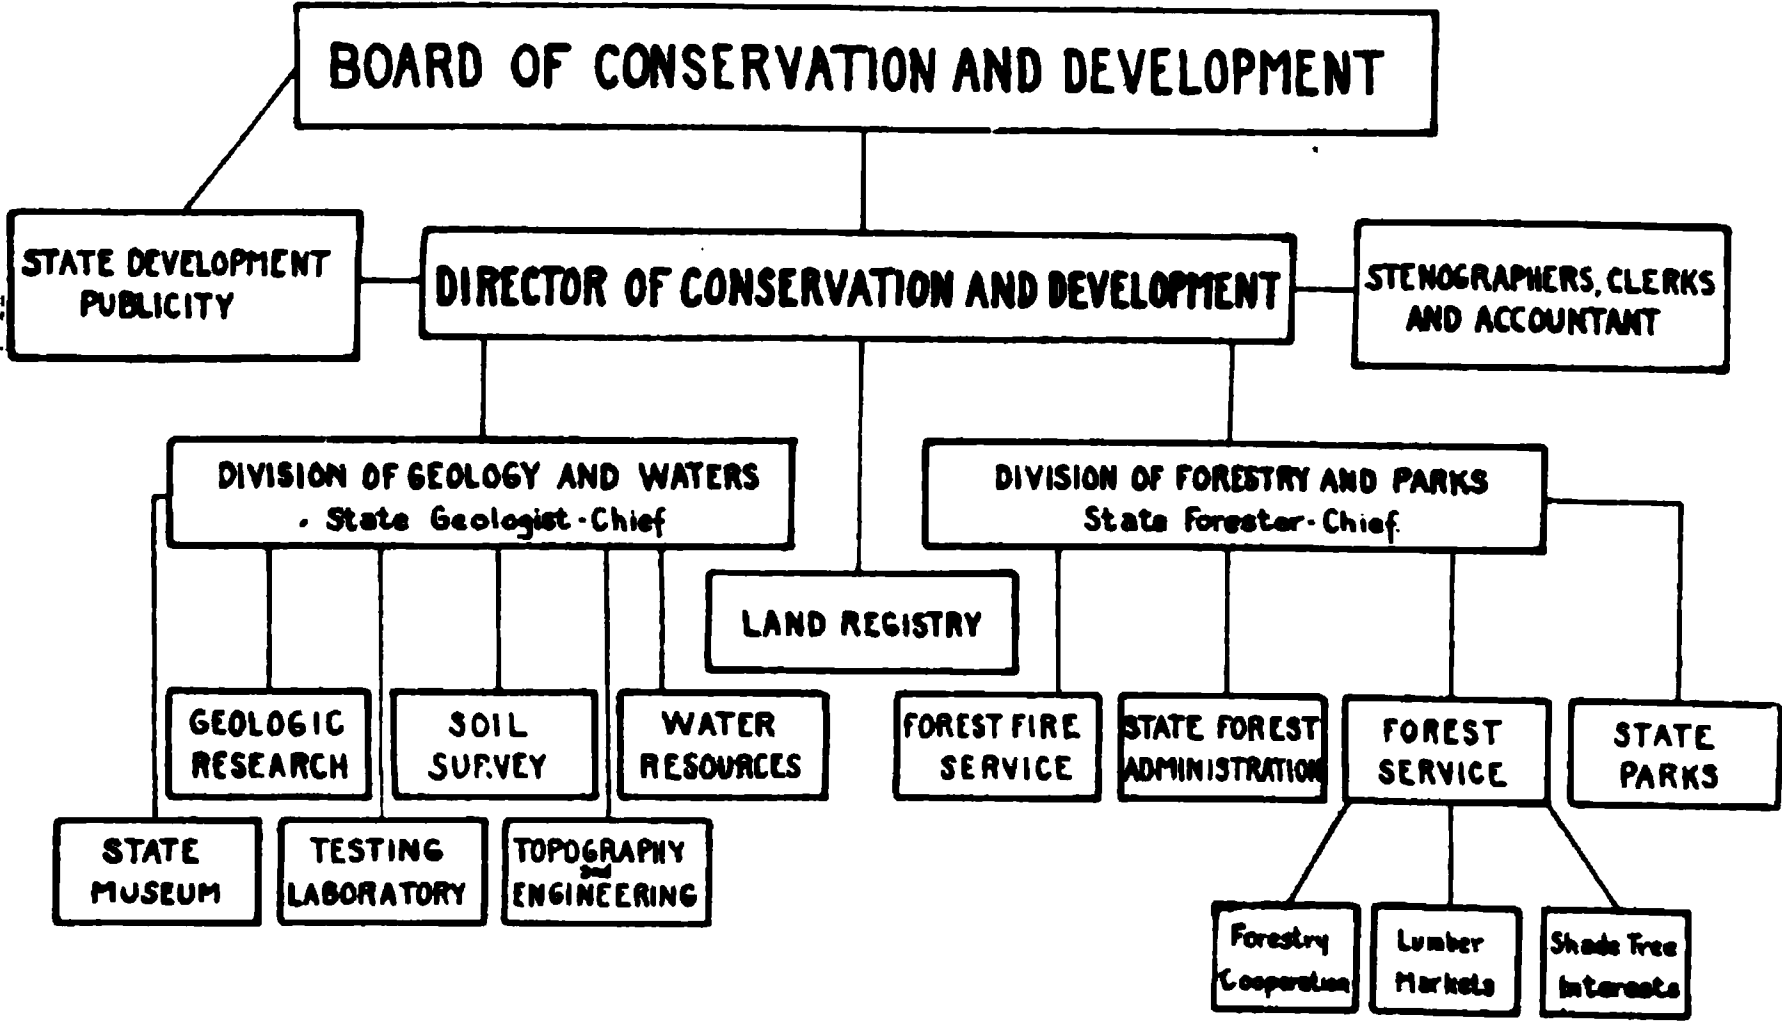 BOARD OF CONSERVATION AND DEVELOPMENT
STATE DEVELOPMENT
PUBLICITY
DIRECTOR OF CONSERVATION AND DEVELOPMENT
STENOGRAPHERS, CLERKS
AND ACCOUNTANT
DIVISION OF GEOLOGY AND WATERS
State Geologist-Chief
DIVISION OF FORESTRY AND PARKS
State Forester-Chief.
LAND REGISTRY
GEOLOGIC
RESEARCH
SOIL
SURVEY
WATER
RESOURCES
FOREST FIRE
SERVICE
STATE FOREST
ADMINISTRATION
FOREST
SERVICE
STATE
PARKS
STATE
MUSEUM
TESTING
LABORATORY
TOPOGRAPHY
and
ENGINEERING
Forestry
Cooperation
Lumber
Markets
Shade Tree
Interests